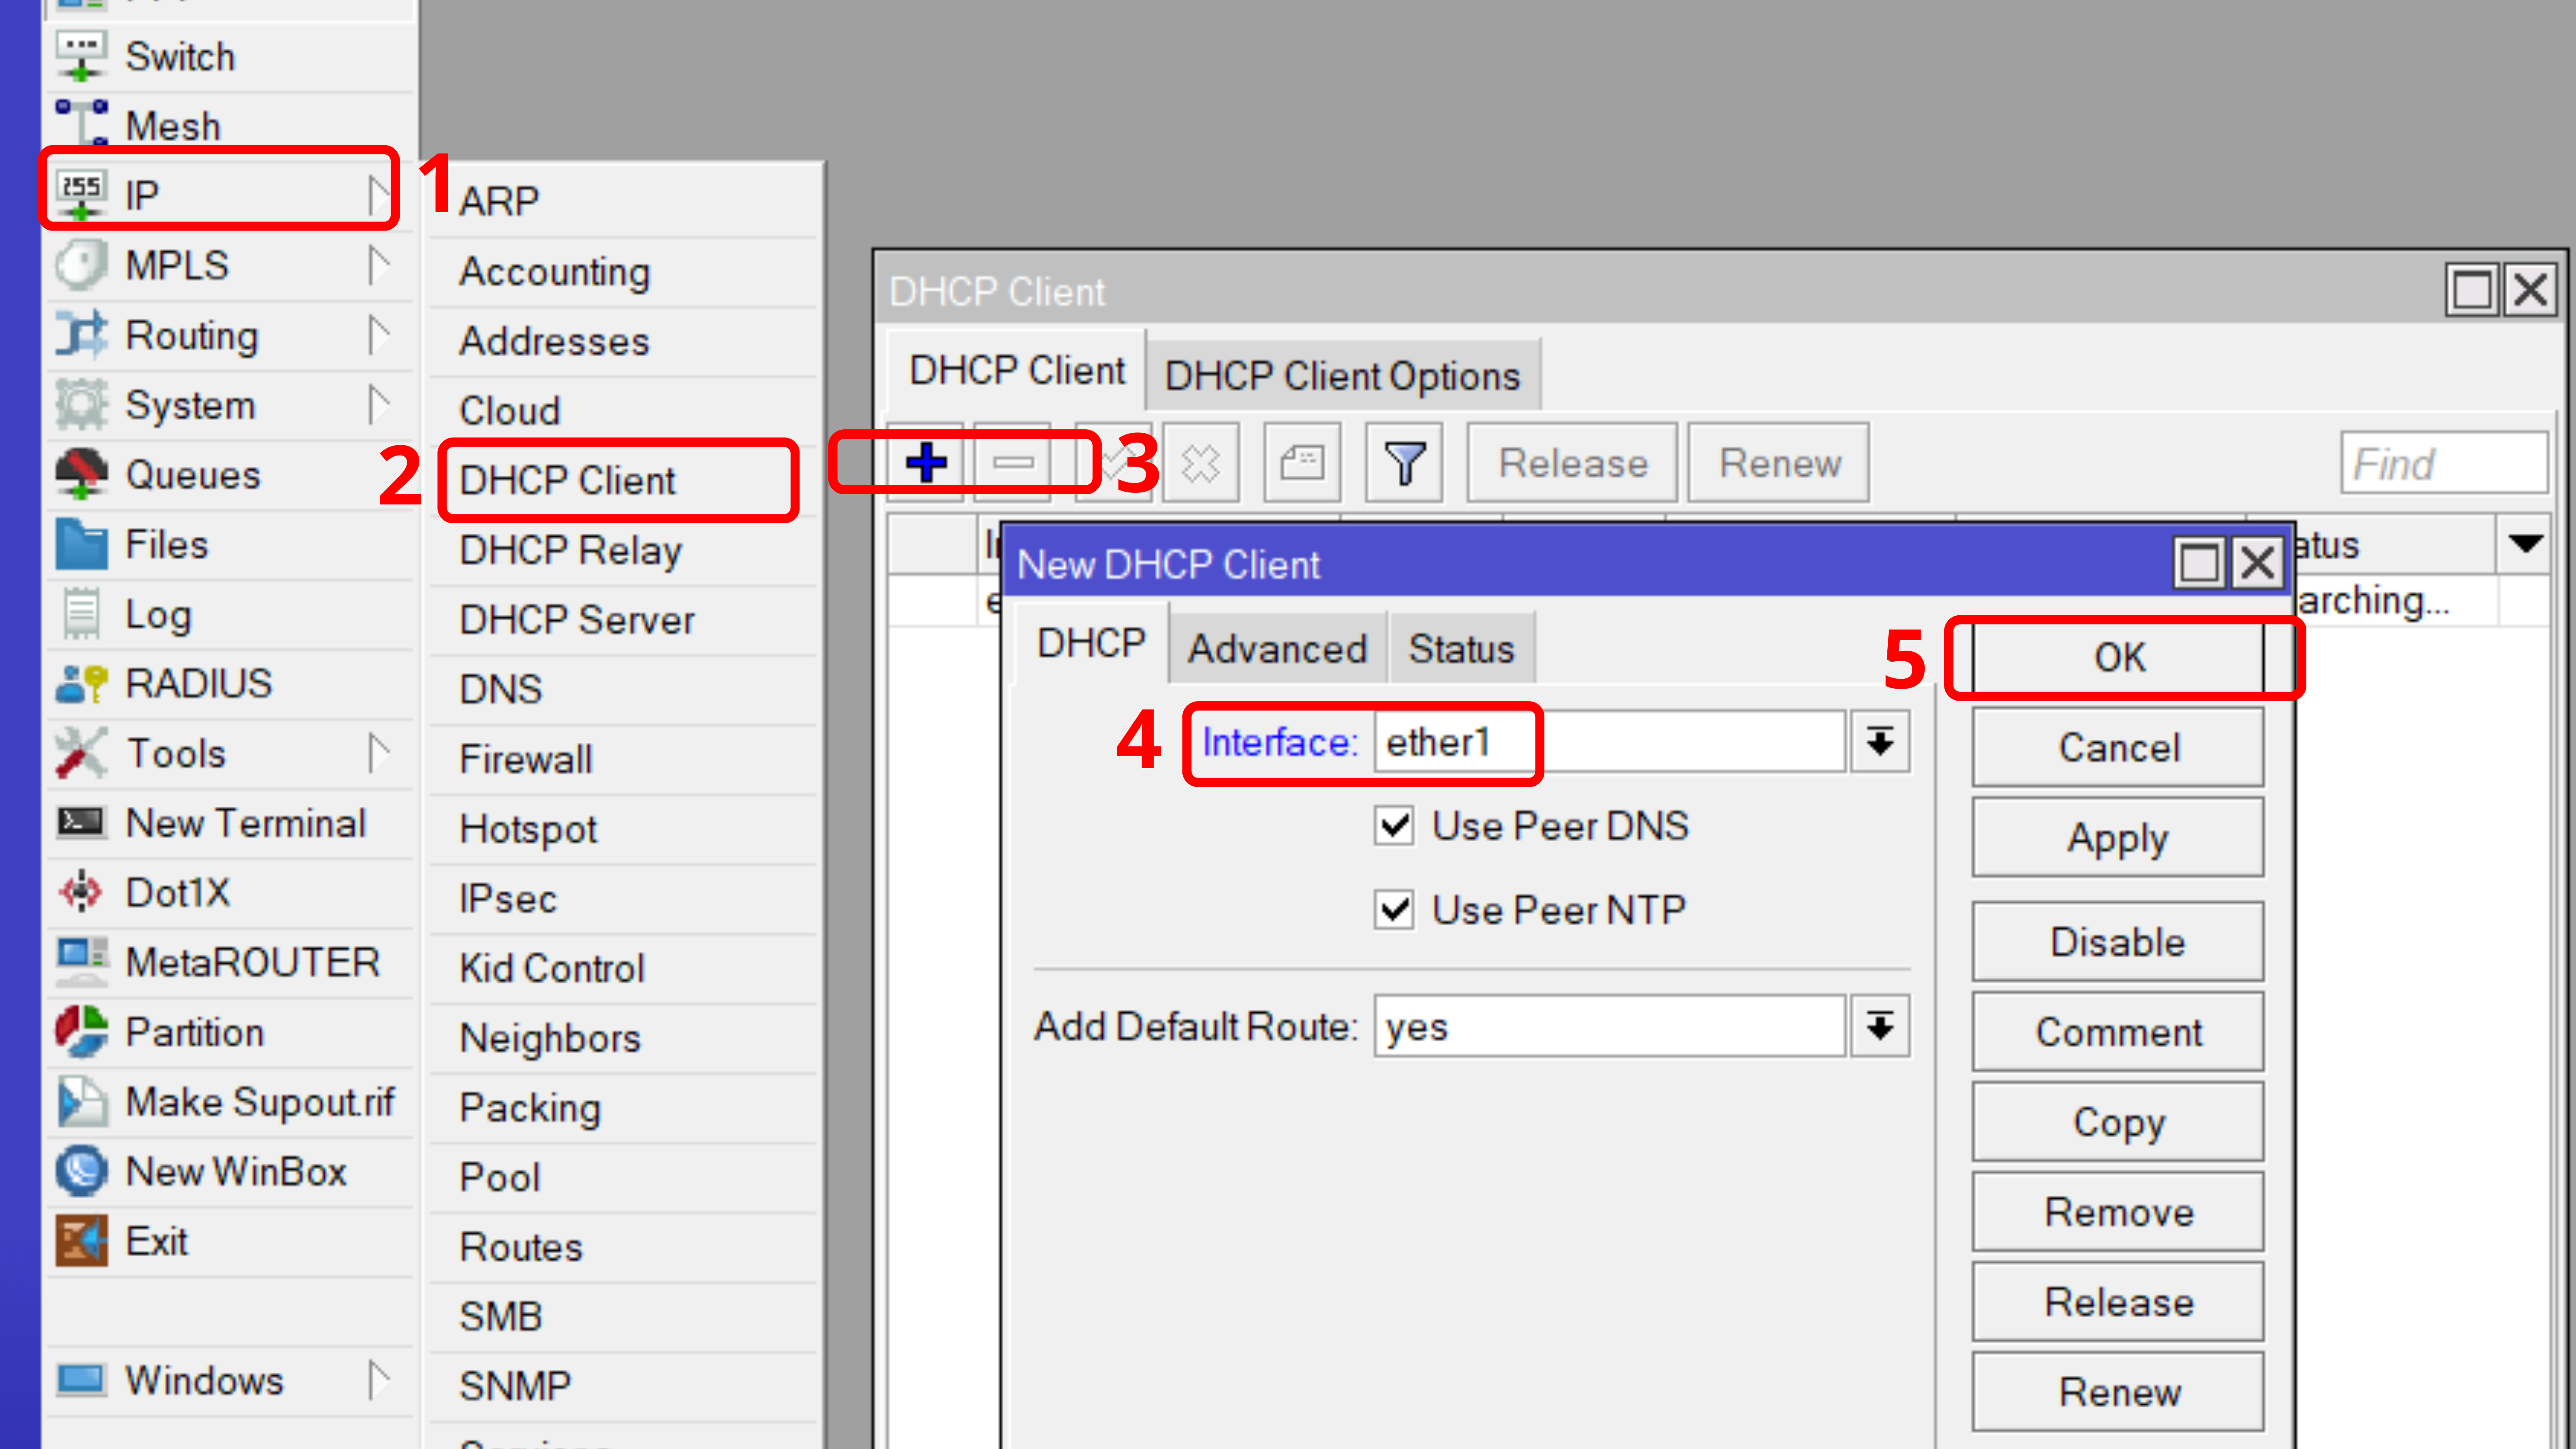 Switch
Mesh
IP
1
MPLS
Routing
System
Queues
Files
Log
RADIUS
Tools
New Terminal
Dot1X
MetaROUTER
Partition
Make Supout.rif
New WinBox
Exit
Windows
ARP
Accounting
Addresses
Cloud
2
DHCP Client
DHCP Relay
DHCP Server
DNS
Firewall
Hotspot
IPsec
Kid Control
Neighbors
Packing
Pool
Routes
SMB
SNMP
DHCP Client
DHCP Client DHCP Client Options
3 Release Renew Find
atus
arching...
New DHCP Client
DHCP Advanced Status
4 Interface: ether1
Use Peer DNS
Use Peer NTP
Add Default Route: yes
5 OK
Cancel
Apply
Disable
Comment
Copy
Remove
Release
Renew